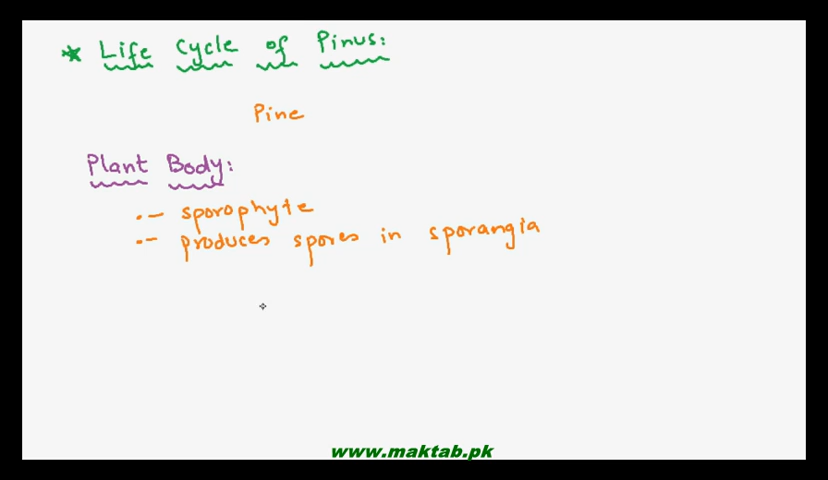 * Life Cycle of Pinus:
Pine
Plant Body:
.- sporophyte
.- produces spores in sporangia
www.maktab.pk